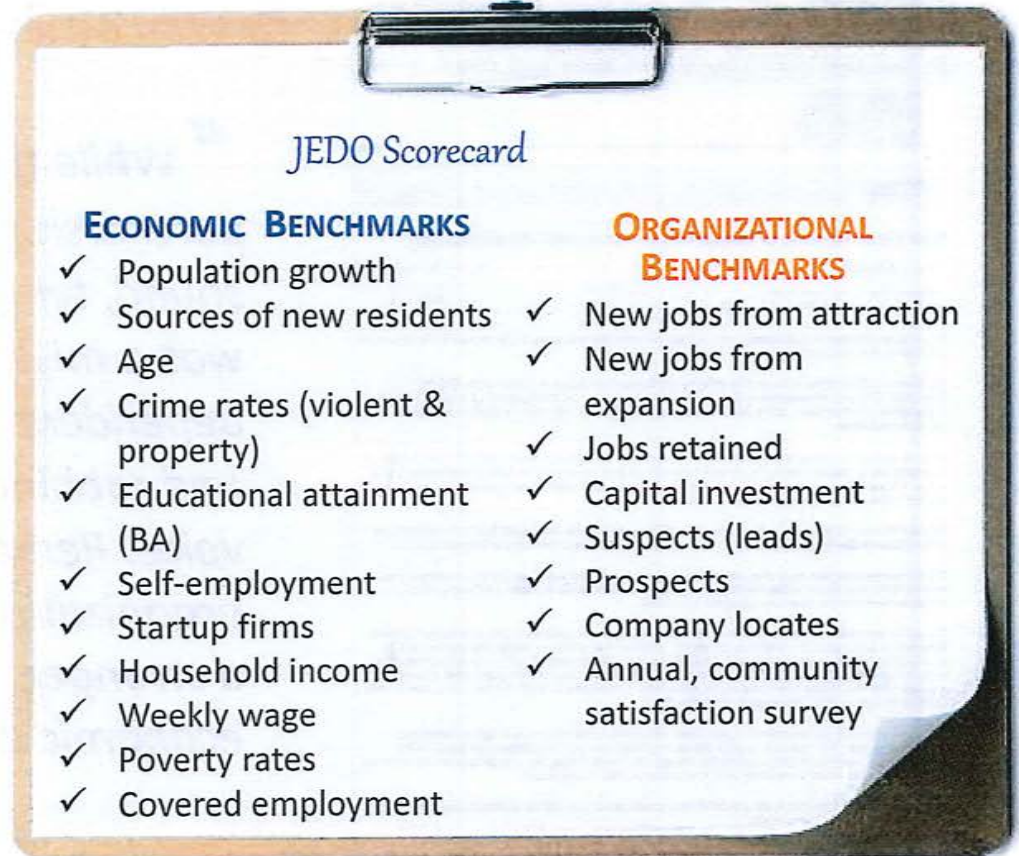 JEDO Scorecard
ECONOMIC BENCHMARKS
✓ Population growth
✓ Sources of new residents
✓ Age
✓ Crime rates (violent &
property)
✓ Educational attainment
(BA)
✓ Self-employment
✓ Startup firms
✓ Household income
✓ Weekly wage
✓ Poverty rates
✓ Covered employment
ORGANIZATIONAL
BENCHMARKS
✓ New jobs from attraction
✓ New jobs from
expansion
✓ Jobs retained
✓ Capital investment
✓ Suspects (leads)
✓ Prospects
✓ Company locates
✓ Annual, community
satisfaction survey